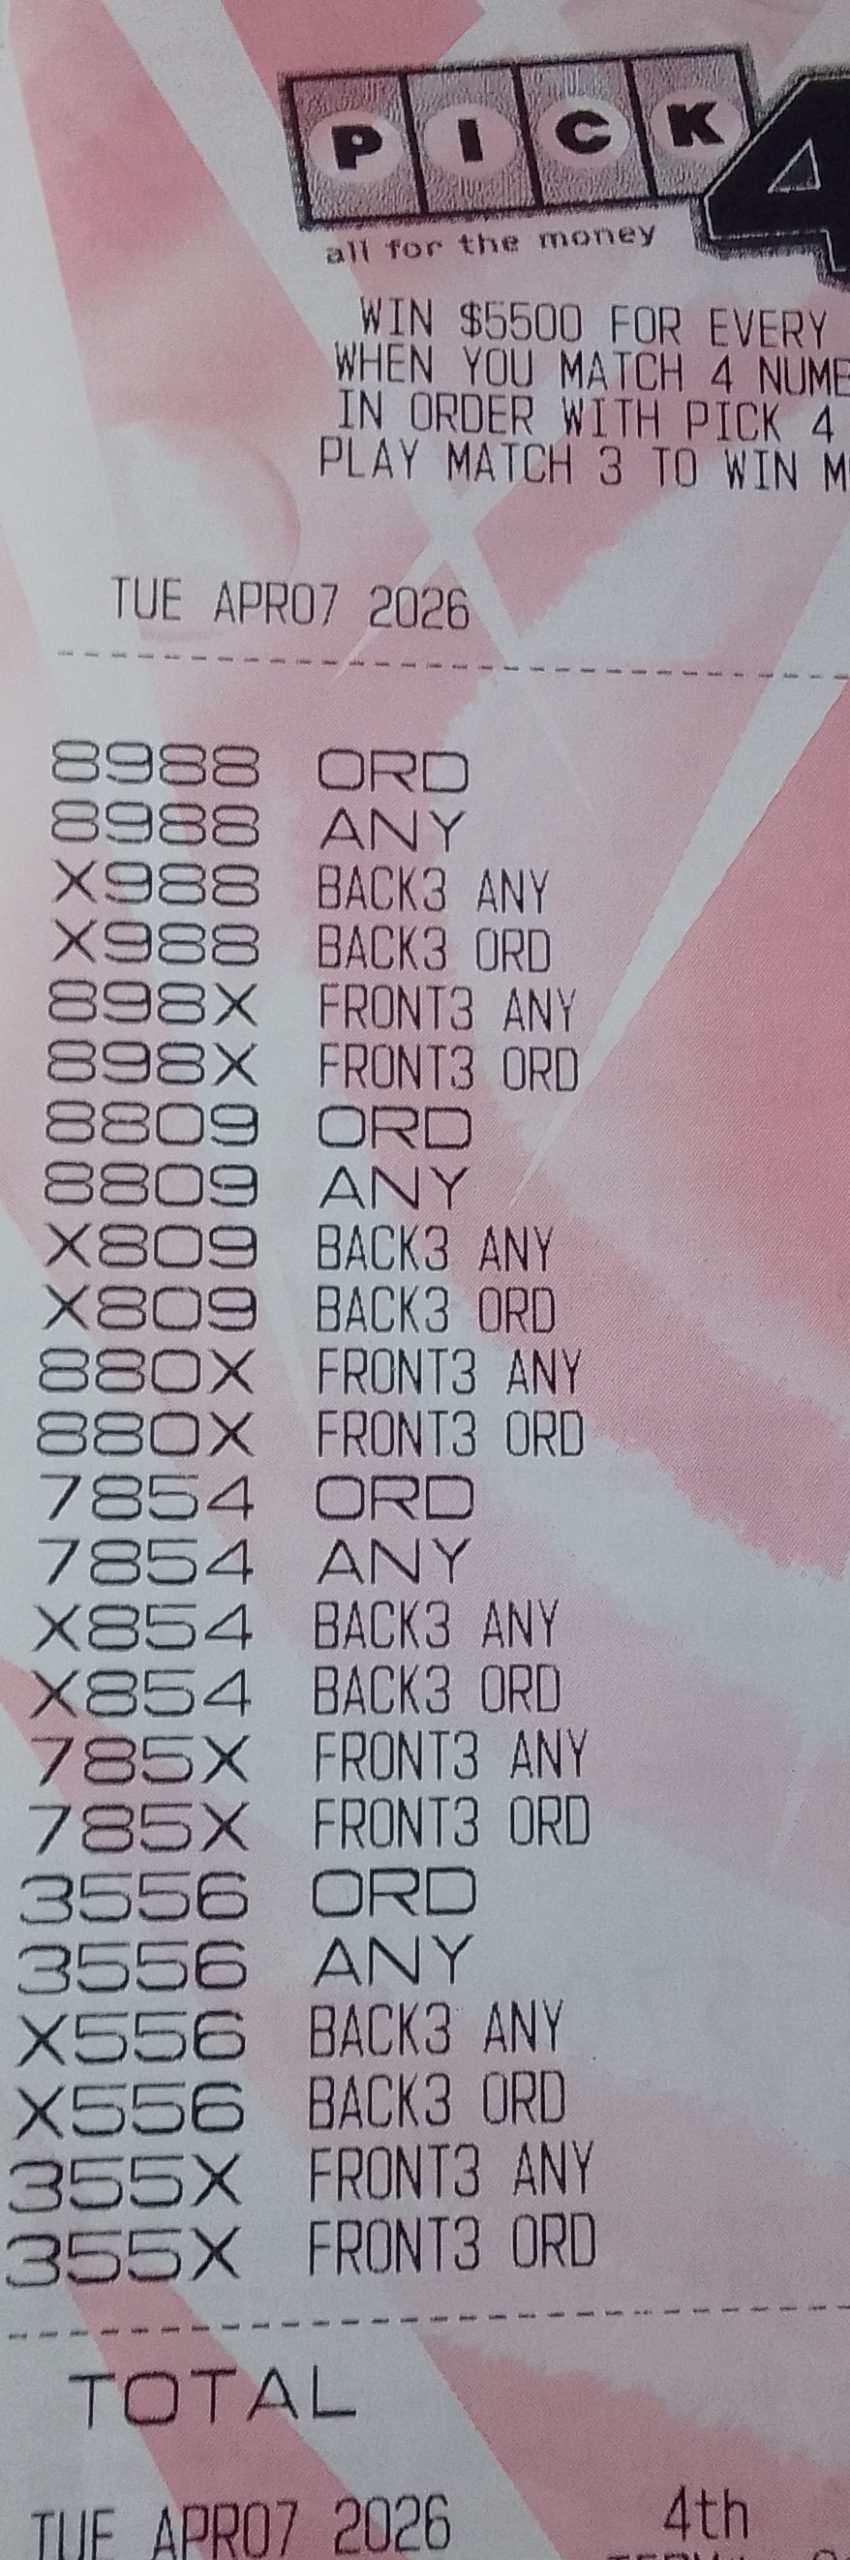 PICK 4
all for the money
WIN $5500 FOR EVERY
WHEN YOU MATCH 4
IN ORDER WITH PICK 4
PLAY MATCH 3 TO WIN
TUE APR07 2026
8988 ORD
8988 ANY
X988 BACK3 ANY
X988 BACK3 ORD
898X FRONT3 ANY
898X FRONT3 ORD
8809 ORD
8809 ANY
X809 BACK3 ANY
X809 BACK3 ORD
880X FRONT3 ANY
880X FRONT3 ORD
7854 ORD
7854 ANY
X854 BACK3 ANY
X854 BACK3 ORD
785X FRONT3 ANY
785X FRONT3 ORD
3556 ORD
3556 ANY
X556 BACK3 ANY
X556 BACK3 ORD
355X FRONT3 ANY
355X FRONT3 ORD
TOTAL
TUE APR07 2026 4th